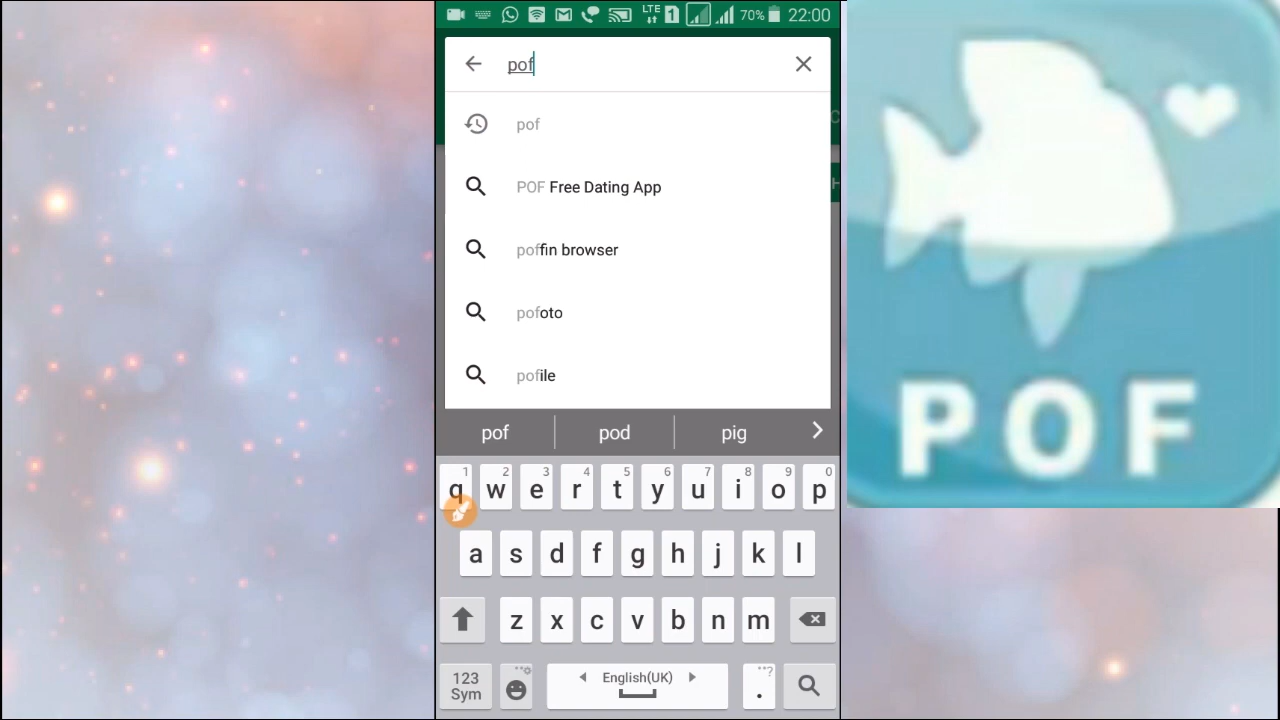 LTE 1 70% 22:00
pof
pof
POF Free Dating App
poffin browser
pofoto
pofile
pof pod pig
1 2 3 4 5 6 7 8 9 0
q w e r t y u i o p
a s d f g h j k l
z x c v b n m
123
Sym
English(UK)
. ?
POF